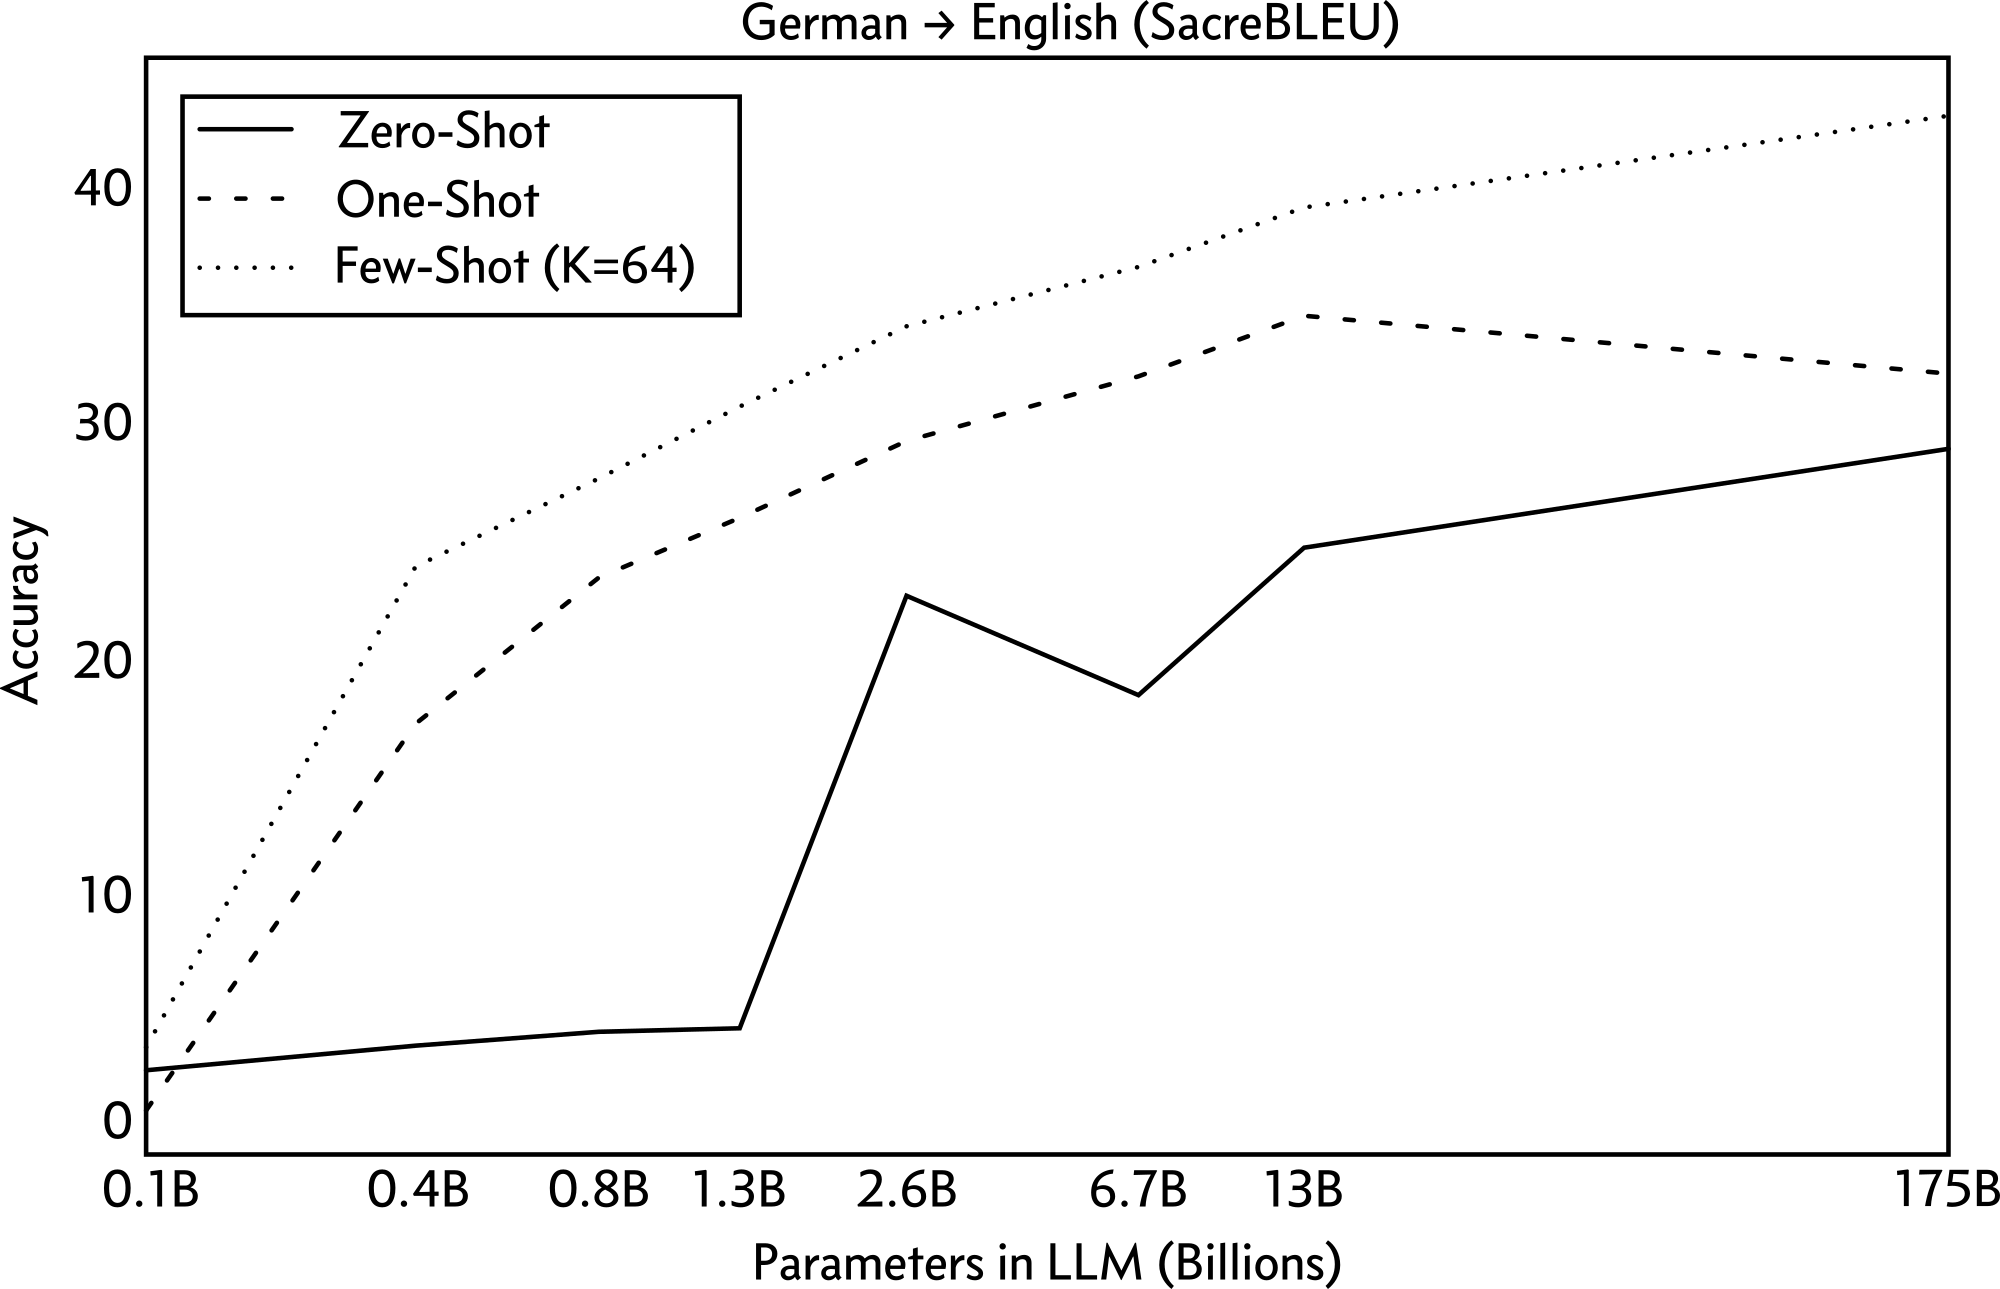 German → English (SacreBLEU)
Zero-Shot
One-Shot
Few-Shot (K=64)
40
30
20
10
0
Accuracy
0.1B 0.4B 0.8B 1.3B 2.6B 6.7B 13B 175B
Parameters in LLM (Billions)